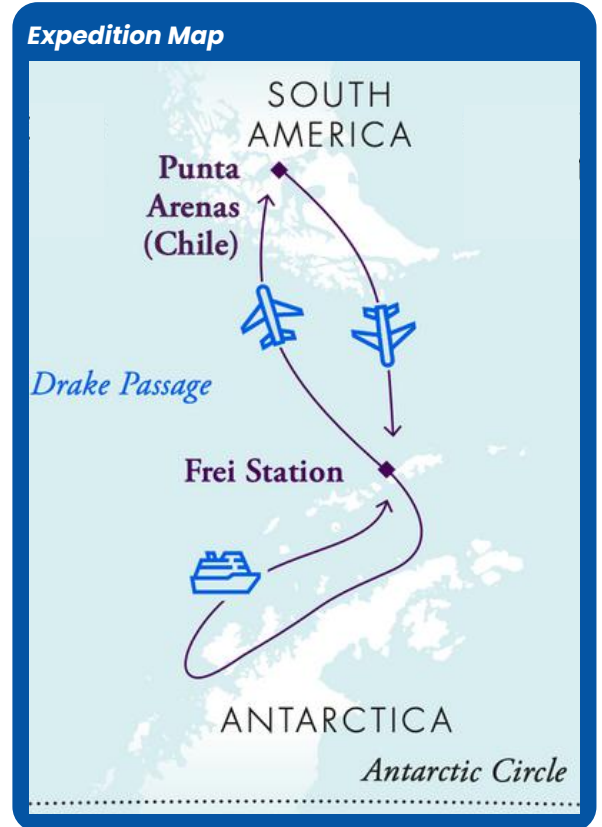 Expedition Map
SOUTH
AMERICA
Punta
Arenas
(Chile)
Drake Passage
Frei Station
ANTARCTICA
Antarctic Circle